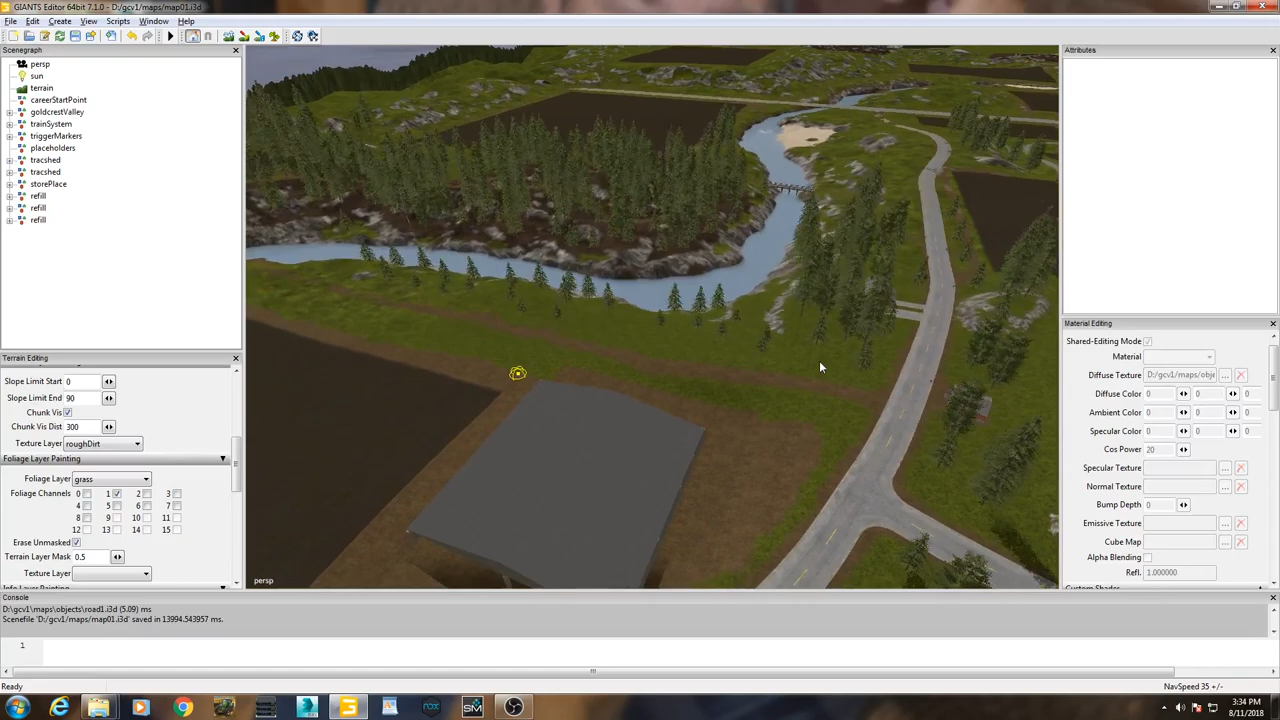 GIANTS Editor 64bit 7.1.0 - D:/gcv1/maps/map01.i3d
File Edit Create View Scripts Window Help
Scenegraph
persp
sun
terrain
careerStartPoint
goldcrestValley
trainSystem
triggerMarkers
placeholders
tracshed
tracshed
storePlace
refill
refill
refill
Terrain Editing
Slope Limit Start 0
Slope Limit End 90
Chunk Vis
Chunk Vis Dist 300
Texture Layer roughDirt
Foliage Layer Painting
Foliage Layer grass
Foliage Channels 0 1 2 3
4 5 6 7
8 9 10 11
12 13 14 15
Erase Unmasked
Terrain Layer Mask 0.5
Texture Layer
persp
Attributes
Material Editing
Shared-Editing Mode
Material
Diffuse Texture D:/gcv1/maps/obje ...
Diffuse Color 0 0 0
Ambient Color 0 0 0
Specular Color 0 0 0
Cos Power 20
Specular Texture ...
Normal Texture ...
Bump Depth 0
Emissive Texture ...
Cube Map ...
Alpha Blending
Refl. 1.000000
Custom Shader
Console
D:/gcv1\maps\objects\road1.i3d (5.09) ms
Scenefile 'D:/gcv1/maps/map01.i3d' saved in 13994.543957 ms.
1
Ready
NavSpeed 35 +/-
3:34 PM
8/11/2018